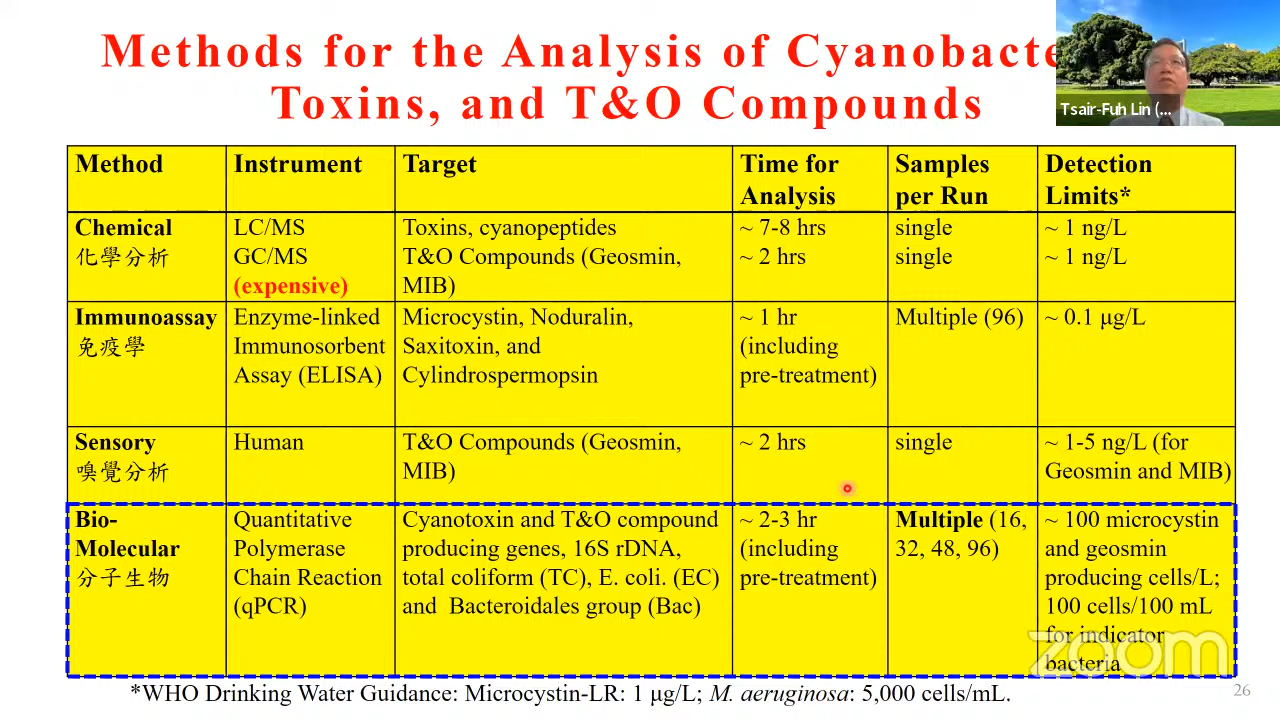 Methods for the Analysis of Cyanobacte
Toxins, and T&O Compounds
Tsair-Fuh Lin (...
Method
Instrument
Target
Time for
Analysis
Samples
per Run
Detection
Limits*
Chemical
化學分析
LC/MS
GC/MS
(expensive)
Toxins, cyanopeptides
T&O Compounds (Geosmin,
MIB)
~ 7-8 hrs
~ 2 hrs
single
single
~ 1 ng/L
~ 1 ng/L
Immunoassay
免疫學
Enzyme-linked
Immunosorbent
Assay (ELISA)
Microcystin, Noduralin,
Saxitoxin, and
Cylindrospermopsin
~ 1 hr
(including
pre-treatment)
Multiple (96)
~ 0.1 μg/L
Sensory
嗅覺分析
Human
T&O Compounds (Geosmin,
MIB)
~ 2 hrs
single
~ 1-5 ng/L (for
Geosmin and MIB)
Bio-
Molecular
分子生物
Quantitative
Polymerase
Chain Reaction
(qPCR)
Cyanotoxin and T&O compound
producing genes, 16S rDNA,
total coliform (TC), E. coli. (EC)
and Bacteroidales group (Bac)
~ 2-3 hr
(including
pre-treatment)
Multiple (16,
32, 48, 96)
~ 100 microcystin
and geosmin
producing cells/L;
100 cells/100 mL
for indicator
bacteria
zoom
*WHO Drinking Water Guidance: Microcystin-LR: 1 μg/L; M. aeruginosa: 5,000 cells/mL.
26